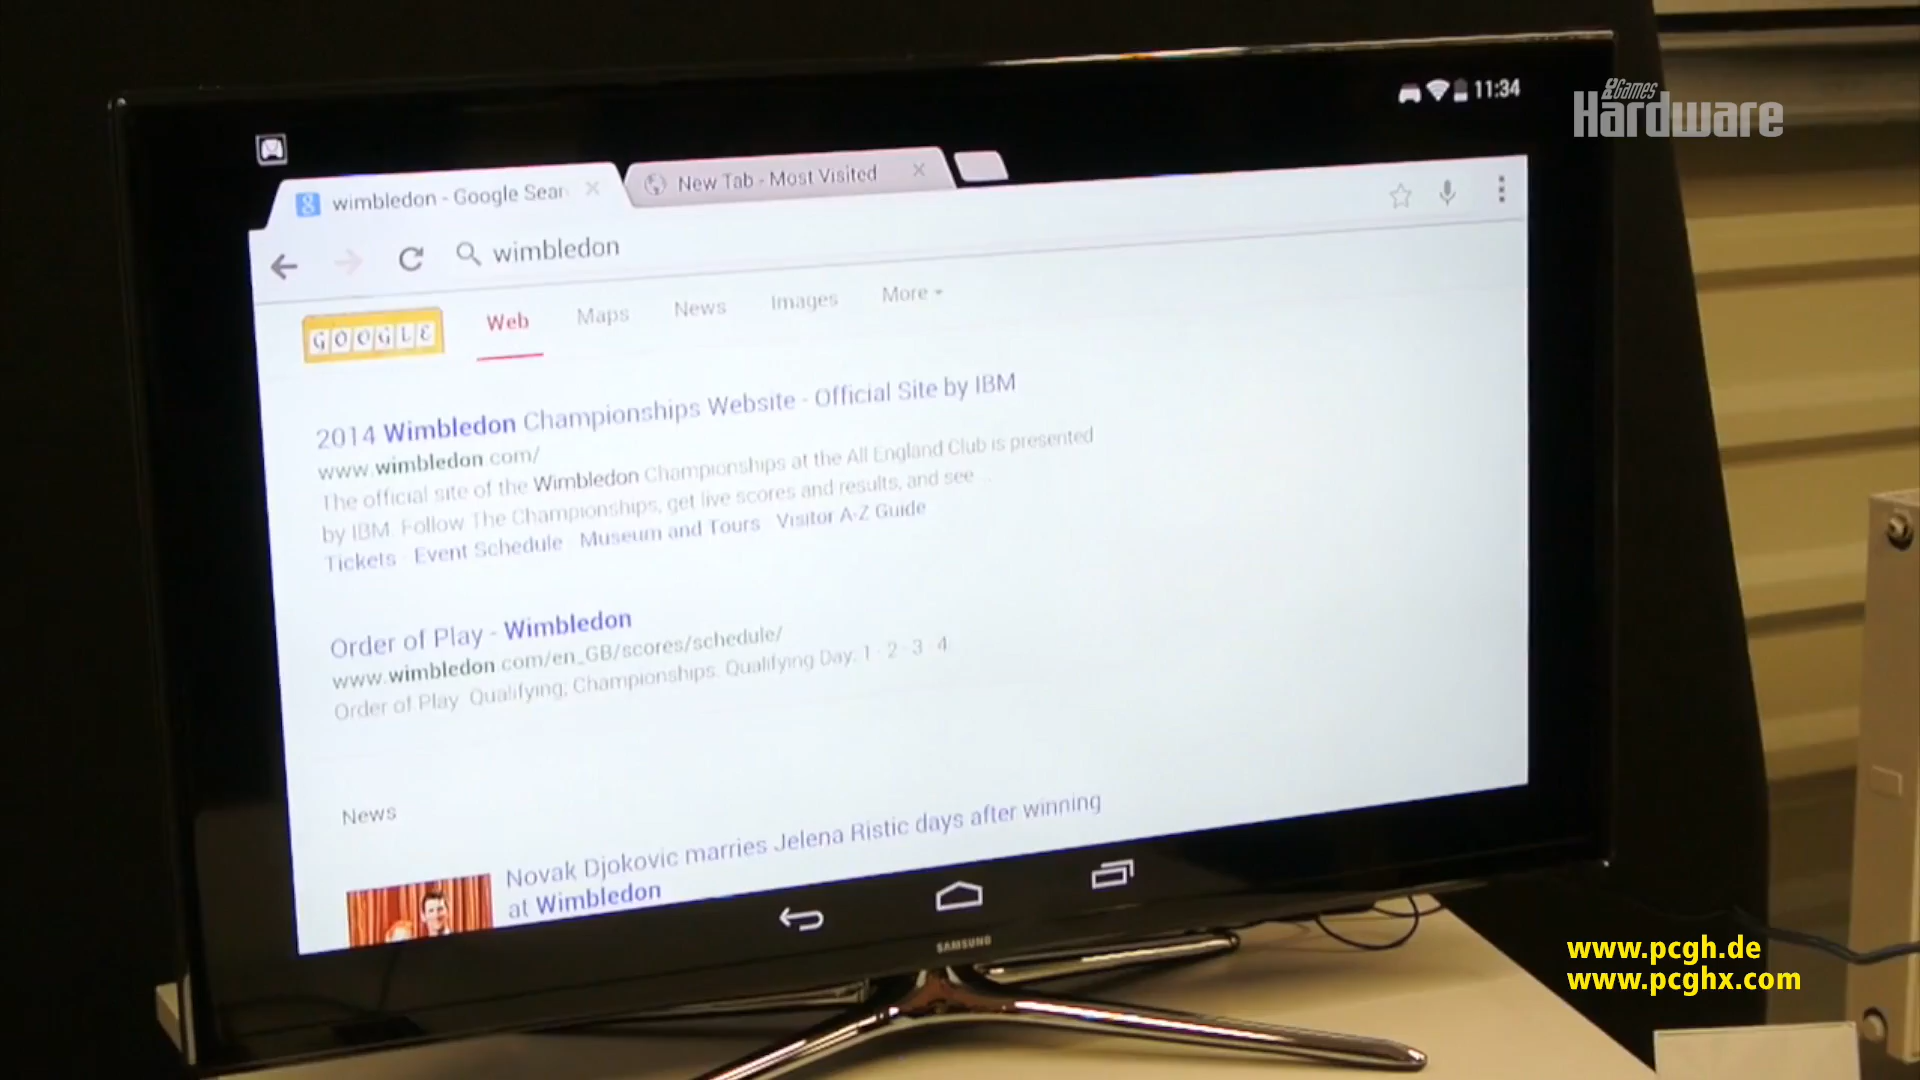 11:34
PC Games
Hardware
wimbledon - Google Sear
New Tab - Most Visited
wimbledon
GOOGLE
Web
Maps
News
Images
More
2014 Wimbledon Championships Website - Official Site by IBM
www.wimbledon.com/
The official site of the Wimbledon Championships at the All England Club is presented
by IBM. Follow The Championships, get live scores and results, and see ...
Tickets - Event Schedule - Museum and Tours - Visitor A-Z Guide
Order of Play - Wimbledon
www.wimbledon.com/en_GB/scores/schedule/
Order of Play. Qualifying; Championships. Qualifying Day: 1 · 2 · 3 · 4
News
Novak Djokovic marries Jelena Ristic days after winning
at Wimbledon
SAMSUNG
www.pcgh.de
www.pcghx.com